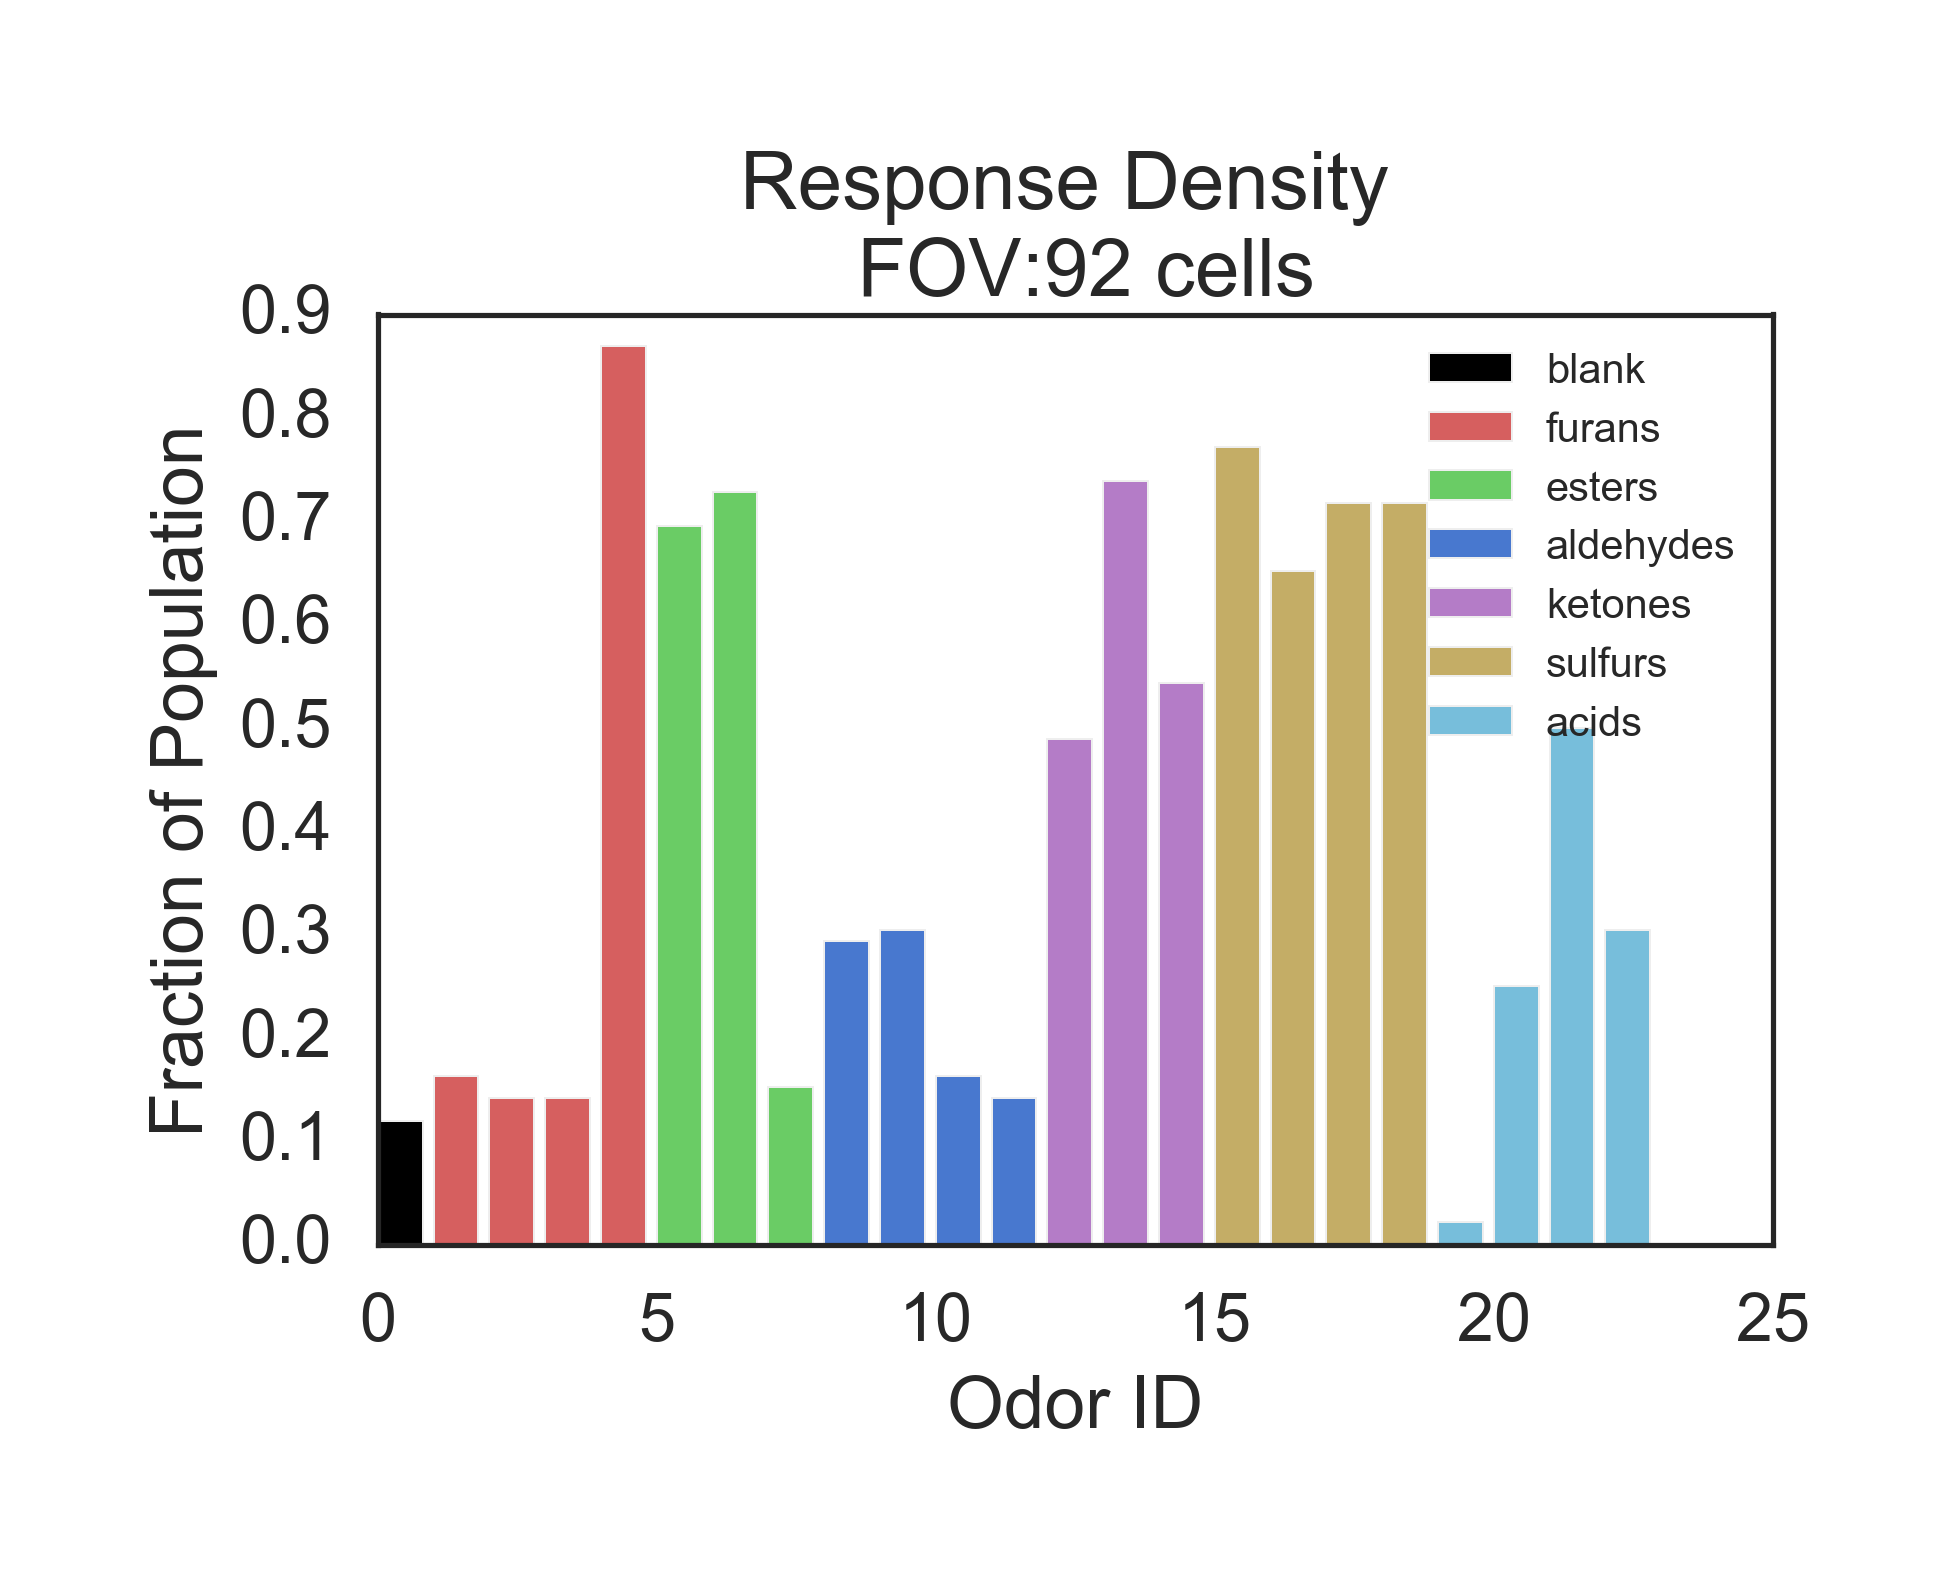 Response Density
FOV:92 cells
0.9
0.8
0.7
0.6
0.5
0.4
0.3
0.2
0.1
0.0
Fraction of Population
blank
furans
esters
aldehydes
ketones
sulfurs
acids
0 5 10 15 20 25
Odor ID